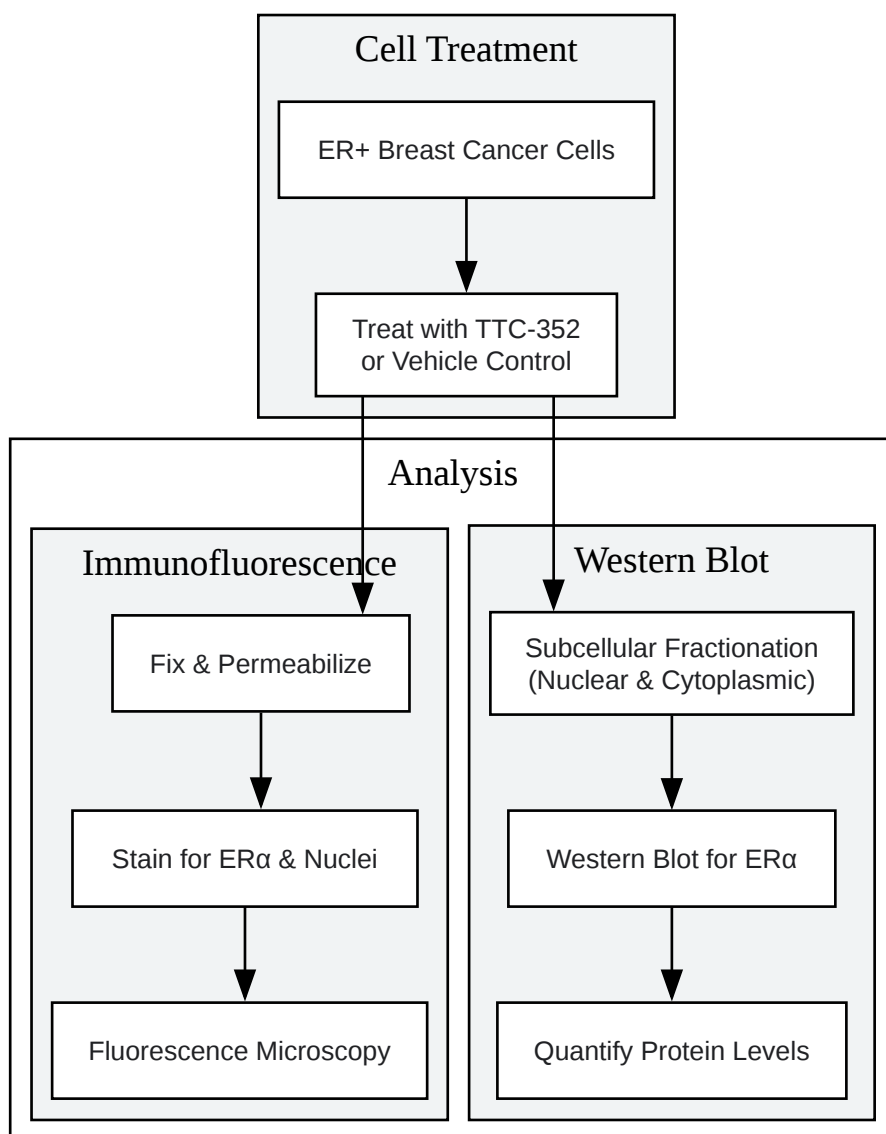 Cell Treatment
ER+ Breast Cancer Cells
Treat with TTC-352
or Vehicle Control
Analysis
Immunofluorescence
Fix & Permeabilize
Stain for ERα & Nuclei
Fluorescence Microscopy
Western Blot
Subcellular Fractionation
(Nuclear & Cytoplasmic)
Western Blot for ERα
Quantify Protein Levels